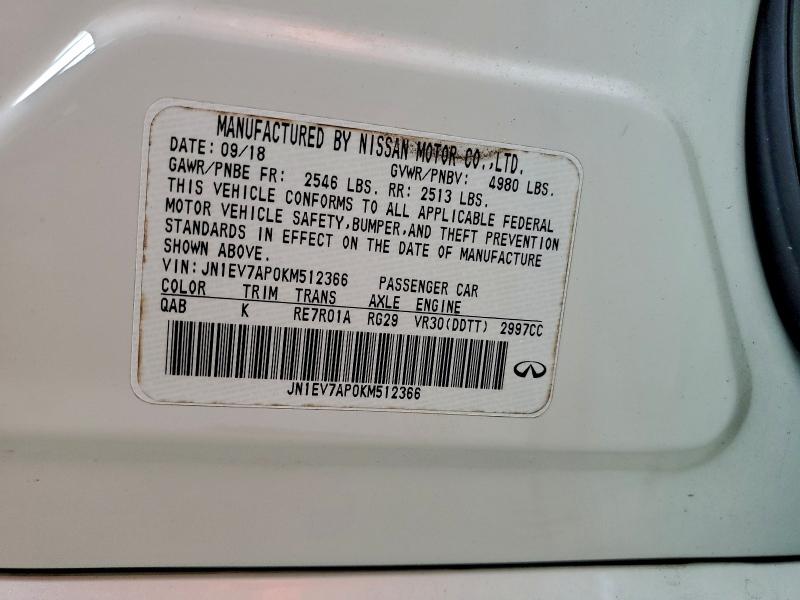 MANUFACTURED BY NISSAN MOTOR CO.,LTD.
DATE: 09/18 GVWR/PNBV: 4980 LBS.
GAWR/PNBE FR: 2546 LBS. RR: 2513 LBS.
THIS VEHICLE CONFORMS TO ALL APPLICABLE FEDERAL
MOTOR VEHICLE SAFETY,BUMPER,AND THEFT PREVENTION
STANDARDS IN EFFECT ON THE DATE OF MANUFACTURE
SHOWN ABOVE.
VIN: JN1EV7AP0KM512366 PASSENGER CAR
COLOR TRIM TRANS AXLE ENGINE
QAB K RE7R01A RG29 VR30(DDTT) 2997CC
JN1EV7AP0KM512366